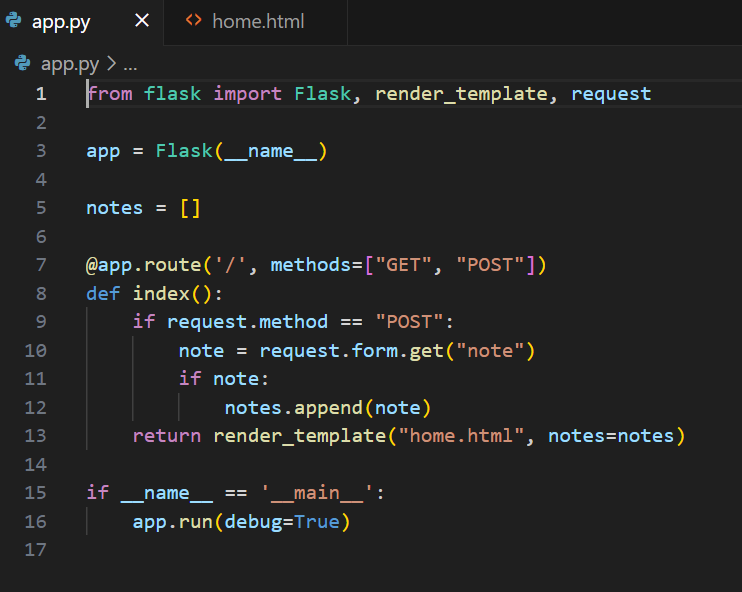 app.py × <> home.html
app.py > ...
1 from flask import Flask, render_template, request
2
3 app = Flask(__name__)
4
5 notes = []
6
7 @app.route('/', methods=["GET", "POST"])
8 def index():
9     if request.method == "POST":
10         note = request.form.get("note")
11         if note:
12             notes.append(note)
13     return render_template("home.html", notes=notes)
14
15 if __name__ == '__main__':
16     app.run(debug=True)
17